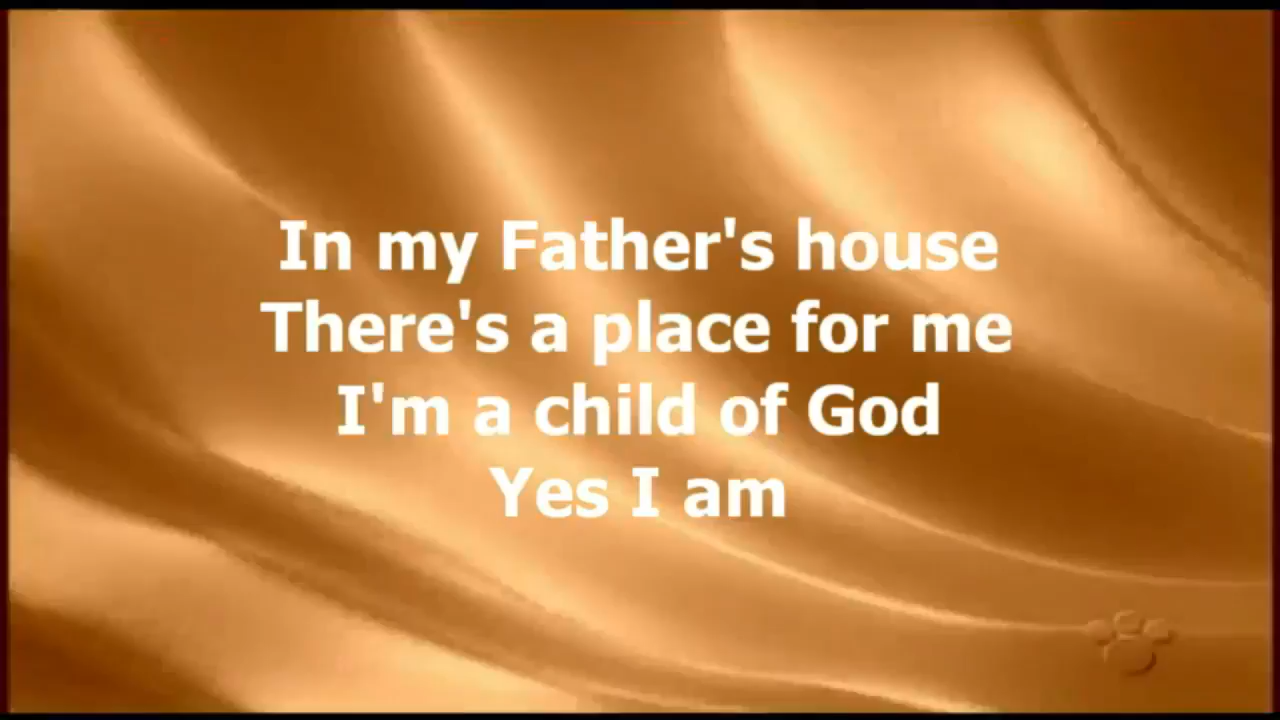 In my Father's house
There's a place for me
I'm a child of God
Yes I am